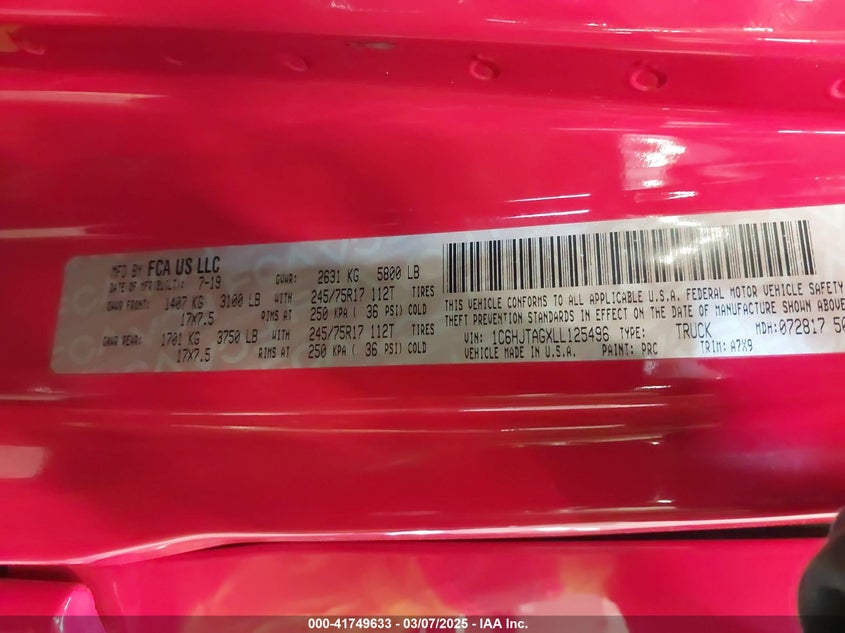 MFD BY FCA US LLC
DATE OF MFR(BUILT): 7-19
GVWR: 2631 KG 5800 LB
GAWR FRONT: 1407 KG 3100 LB WITH 245/75R17 112T TIRES
17X7.5 RIMS AT 250 KPA ( 36 PSI) COLD
GAWR REAR: 1701 KG 3750 LB WITH 245/75R17 112T TIRES
17X7.5 RIMS AT 250 KPA ( 36 PSI) COLD
THIS VEHICLE CONFORMS TO ALL APPLICABLE U.S.A. FEDERAL MOTOR VEHICLE SAFETY
THEFT PREVENTION STANDARDS IN EFFECT ON THE DATE OF MANUFACTURE SHOWN ABOVE
VIN: 1C6HJTAGXLL125496 TYPE: TRUCK MDH:072817 50
VEHICLE MADE IN U.S.A. PAINT: PRC TRIM: A7X9
000-41749633 — 03/07/2025 — IAA Inc.